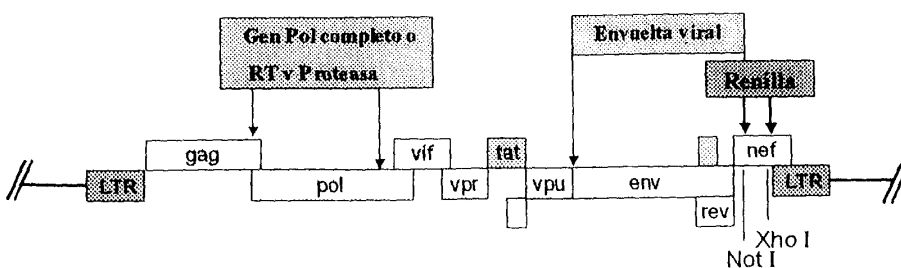 Gen Pol completo o
RT v Proteasa
Envuelta viral
Renilla
gag
vif
tat
nef
LTR
pol
vpr
vpu
env
LTR
rev
Xho I
Not I